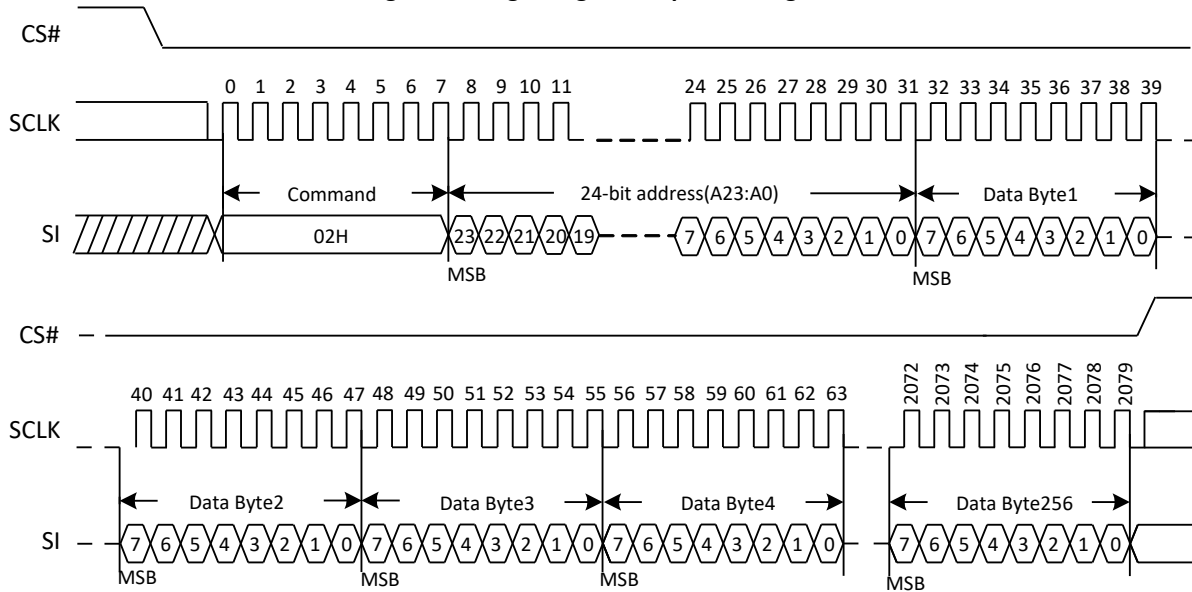 CS#
0 1 2 3 4 5 6 7 8 9 10 11 24 25 26 27 28 29 30 31 32 33 34 35 36 37 38 39
SCLK
Command 24-bit address(A23:A0) Data Byte1
SI 02H 23 22 21 20 19 7 6 5 4 3 2 1 0 7 6 5 4 3 2 1 0
MSB MSB
CS#
40 41 42 43 44 45 46 47 48 49 50 51 52 53 54 55 56 57 58 59 60 61 62 63 2072 2073 2074 2075 2076 2077 2078 2079
SCLK
Data Byte2 Data Byte3 Data Byte4 Data Byte256
SI 7 6 5 4 3 2 1 0 7 6 5 4 3 2 1 0 7 6 5 4 3 2 1 0 7 6 5 4 3 2 1 0
MSB MSB MSB MSB